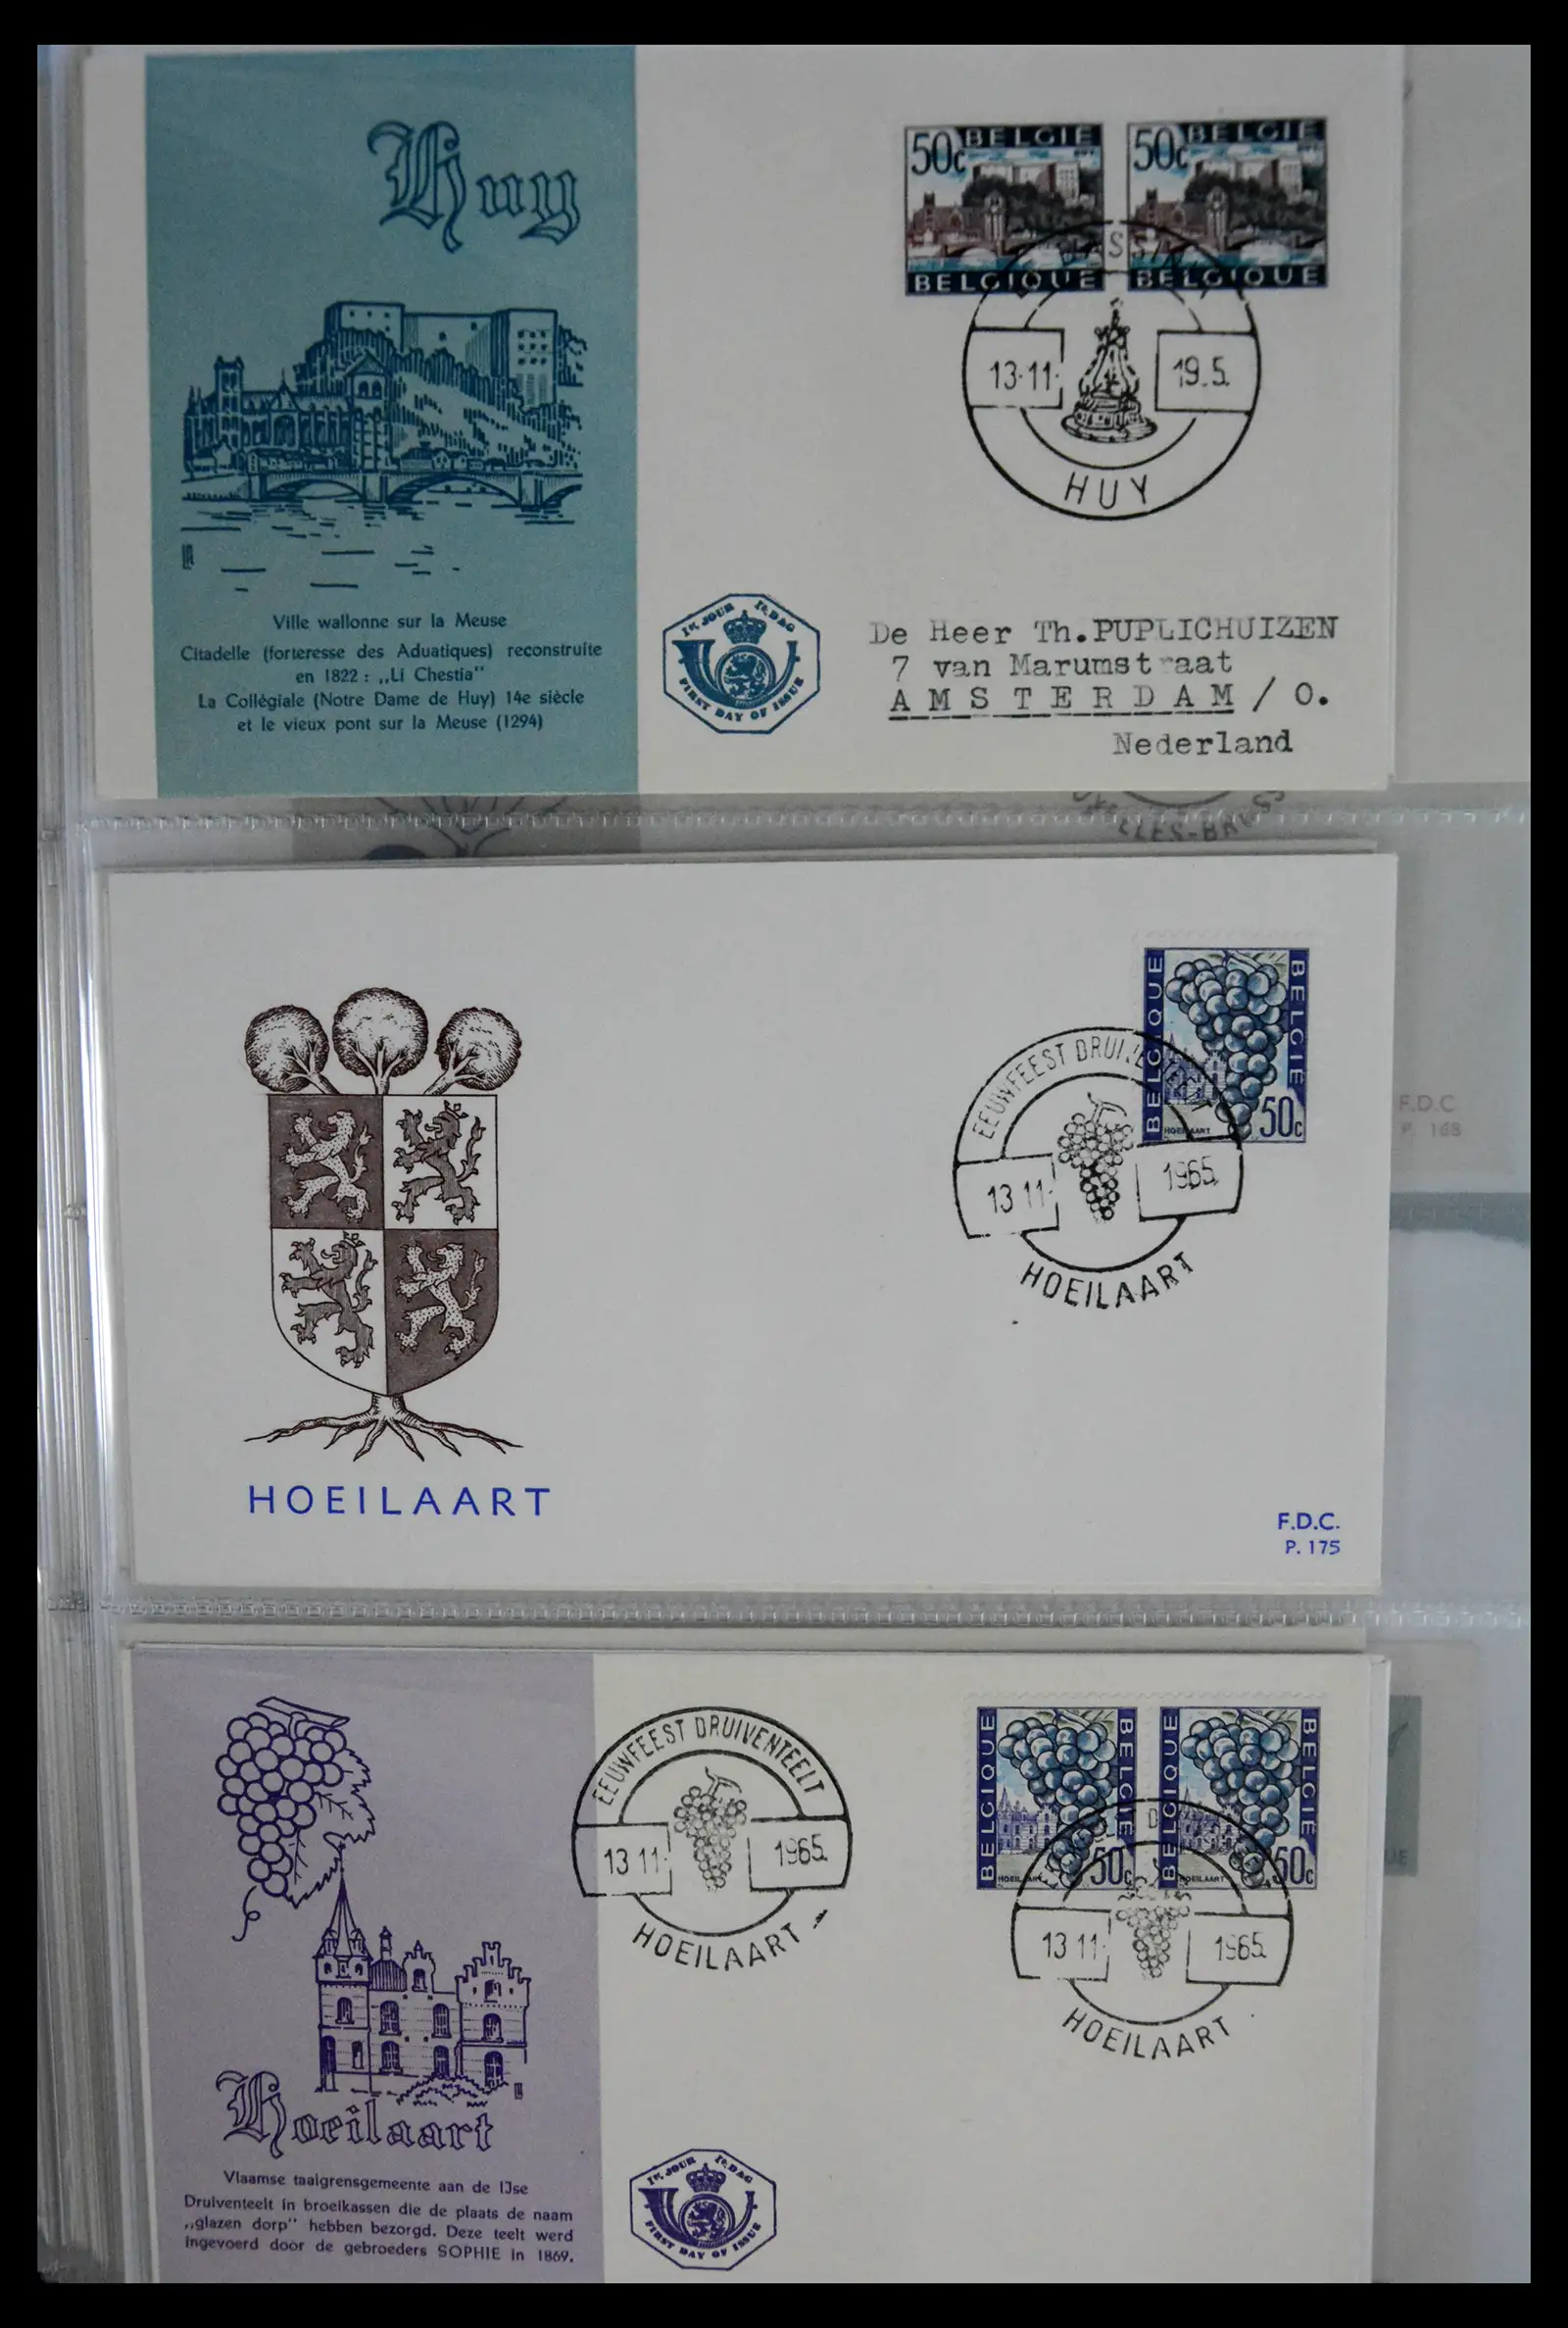 Huy
BELGIE
50c
BELGIQUE
BELGIE
50c
BELGIQUE
13·11·
19.5.
HUY
Ville wallonne sur la Meuse
Citadelle (forteresse des Aduatiques) reconstruite
en 1822 : „Li Chestia"
La Collégiale (Notre Dame de Huy) 14e siècle
et le vieux pont sur la Meuse (1294)
1er JOUR 1e DAG
FIRST DAY OF ISSUE
De Heer Th.PUPLICHUIZEN
7 van Marumstraat
AMSTERDAM / O.
Nederland
BELGIQUE
BELGIE
HOEILAART
50c
EEUWFEEST DRUIVENTEELT
13 11·
1965.
HOEILAART
HOEILAART
F.D.C.
P. 175
F.D.C
P. 168
EEUWFEEST DRUIVENTEELT
13 11·
1965.
HOEILAART
BELGIQUE
BELGIE
HOEILAART
50c
BELGIQUE
BELGIE
HOEILAART
50c
13 11·
1965.
HOEILAART
Hoeilaart
Vlaamse taalgrensgemeente aan de IJse
Druiventeelt in broeikassen die de plaats de naam
„glazen dorp" hebben bezorgd. Deze teelt werd
ingevoerd door de gebroeders SOPHIE in 1869.
1er JOUR 1e DAG
FIRST DAY OF ISSUE